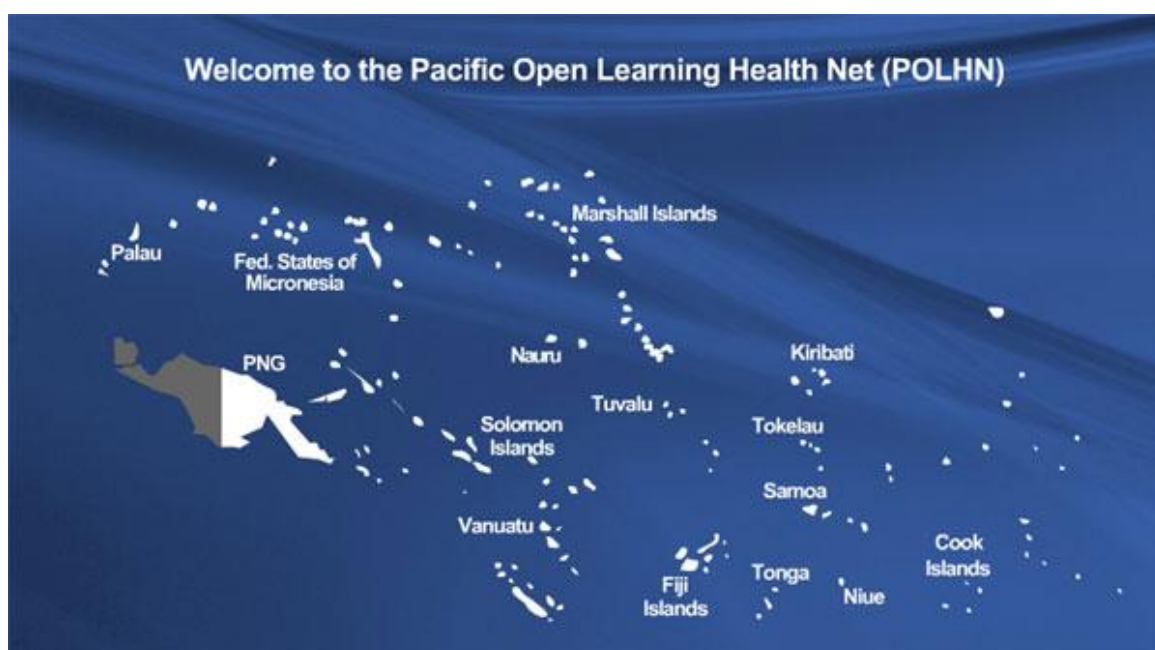 Welcome to the Pacific Open Learning Health Net (POLHN)
Marshall Islands
Palau
Fed. States of
Micronesia
PNG
Nauru
Kiribati
Tuvalu
Solomon
Islands
Tokelau
Samoa
Vanuatu
Cook
Islands
Fiji
Islands
Tonga
Niue